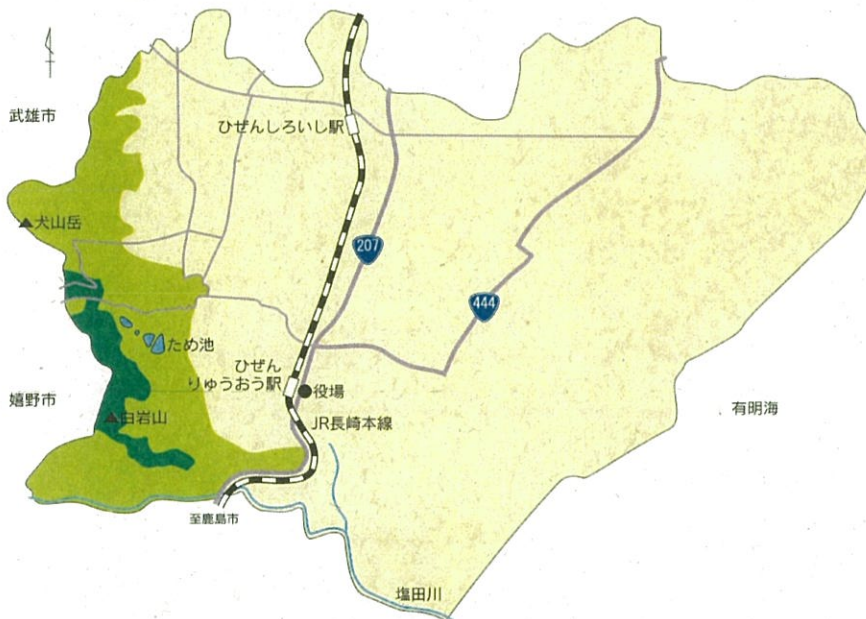 武雄市
ひぜんしろいし駅
犬山岳
207
444
ため池
ひぜん
りゅうおう駅
役場
嬉野市
白岩山
JR長崎本線
有明海
至鹿島市
塩田川